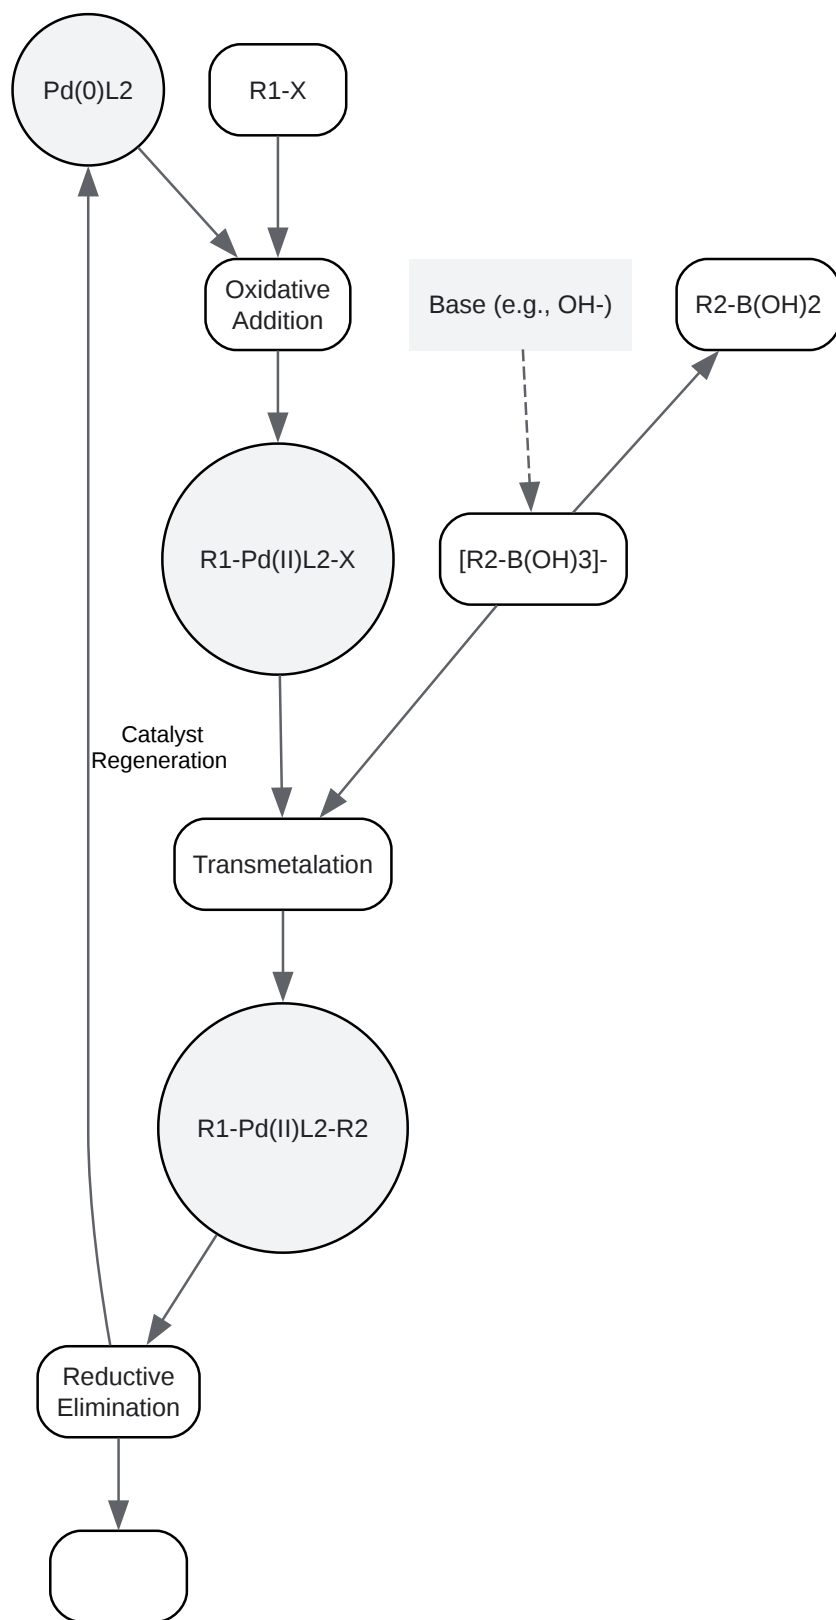 Pd(0)L2
R1-X
Oxidative
Addition
Base (e.g., OH-)
R2-B(OH)2
R1-Pd(II)L2-X
[R2-B(OH)3]-
Catalyst
Regeneration
Transmetalation
R1-Pd(II)L2-R2
Reductive
Elimination